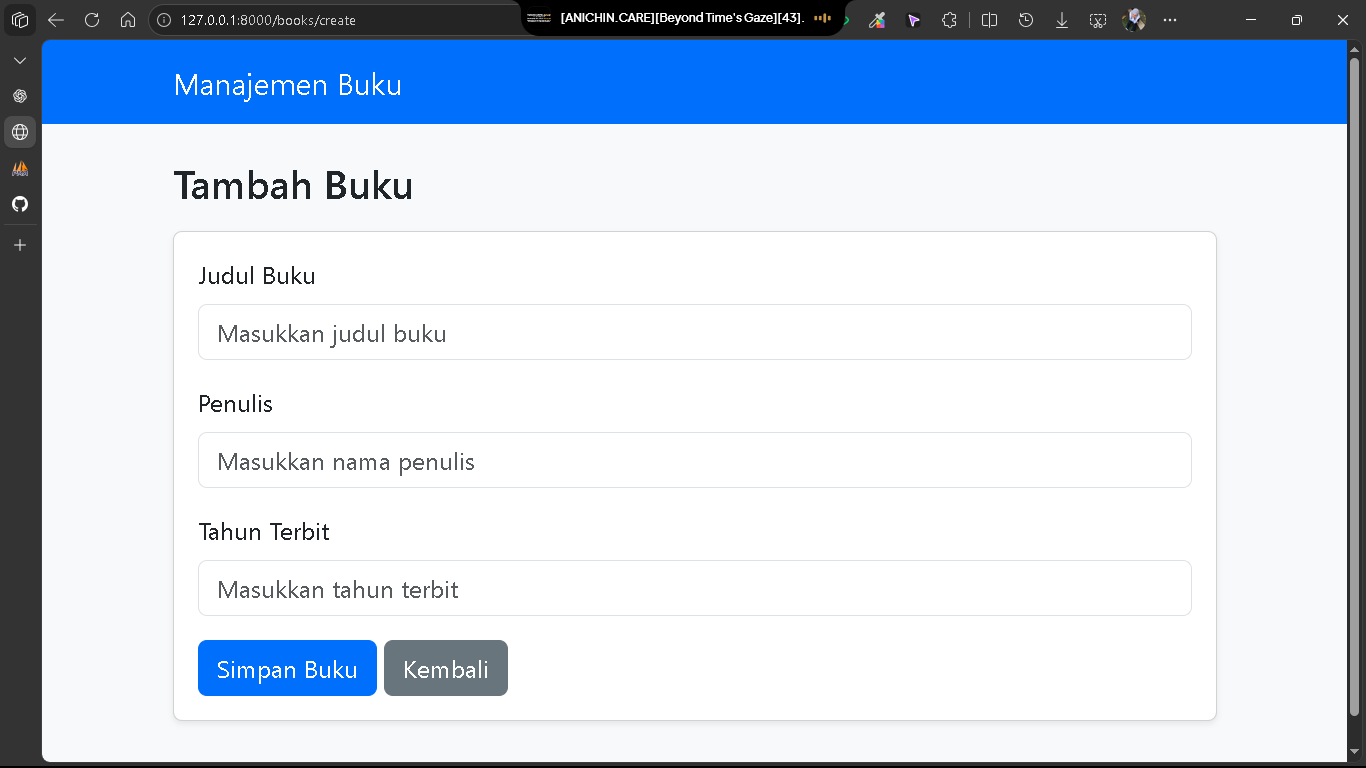 127.0.0.1:8000/books/create
[ANICHIN.CARE][Beyond Time's Gaze][43].
Manajemen Buku
Tambah Buku
Judul Buku
Masukkan judul buku
Penulis
Masukkan nama penulis
Tahun Terbit
Masukkan tahun terbit
Simpan Buku Kembali